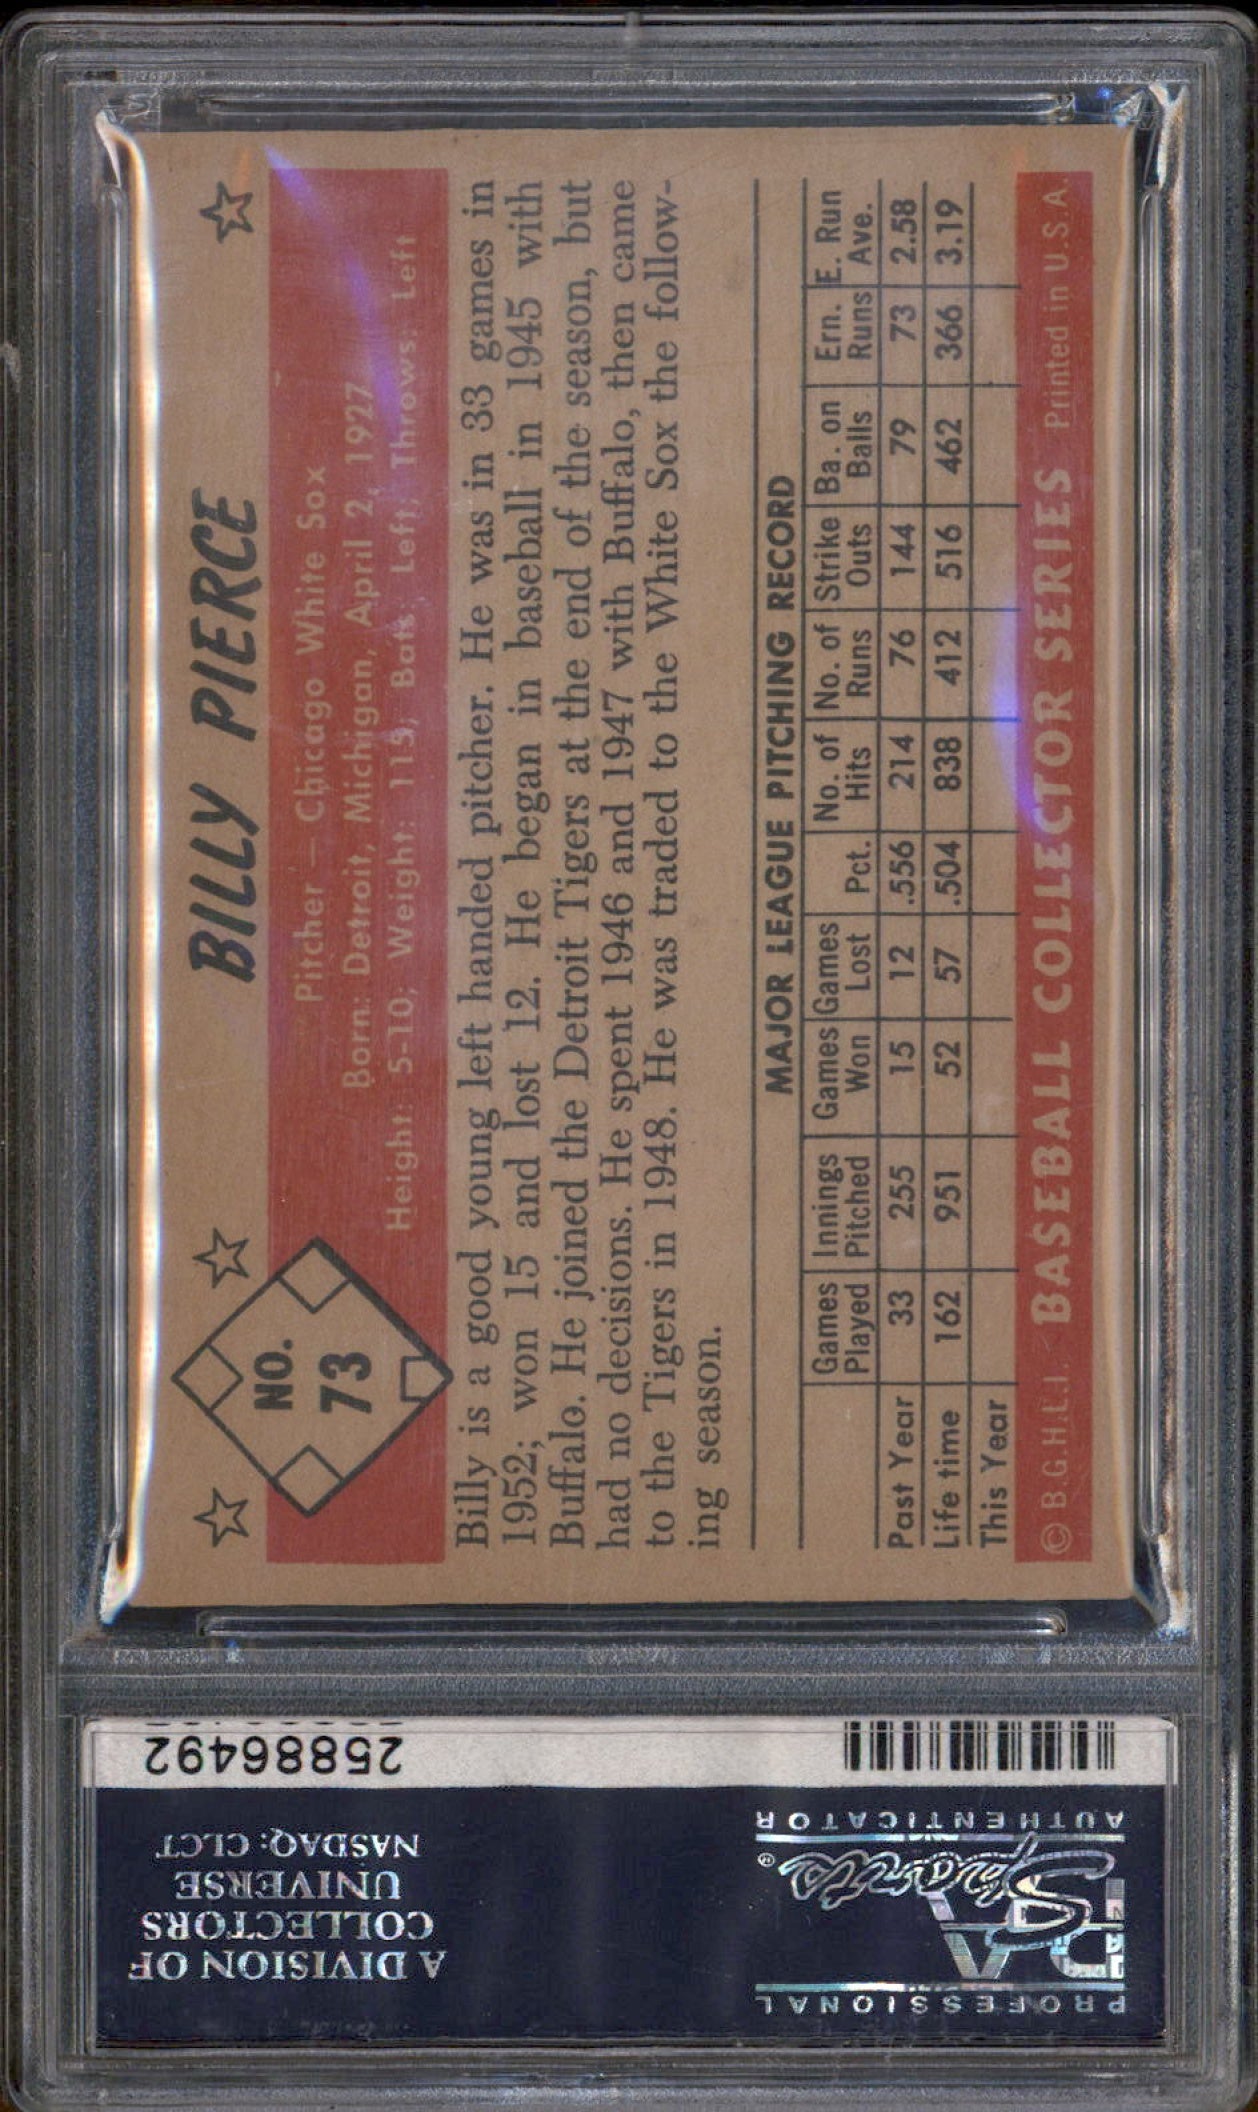 BILLY PIERCE
NO.
73
Pitcher — Chicago White Sox
Born: Detroit, Michigan, April 2, 1927
Height: 5-10; Weight: 115; Bats: Left; Throws: Left
Billy is a good young left handed pitcher. He was in 33 games in
1952; won 15 and lost 12. He began in baseball in 1945 with
Buffalo. He joined the Detroit Tigers at the end of the season, but
had no decisions. He spent 1946 and 1947 with Buffalo, then came
to the Tigers in 1948. He was traded to the White Sox the follow-
ing season.
MAJOR LEAGUE PITCHING RECORD
Games Played Innings Pitched Games Won Games Lost Pct. No. of Hits No. of Runs Strike Outs Ba. on Balls Ern. Runs E. Run Ave.
Past Year 33 255 15 12 .556 214 76 144 79 73 2.58
Life time 162 951 52 57 .504 838 412 516 462 366 3.19
This Year
© B.G.H.L.I. BASEBALL COLLECTOR SERIES Printed in U.S.A.
PROFESSIONAL
PSA
Sports
®
AUTHENTICATOR
A DIVISION OF
COLLECTORS
UNIVERSE
NASDAQ: CLCT
25886492